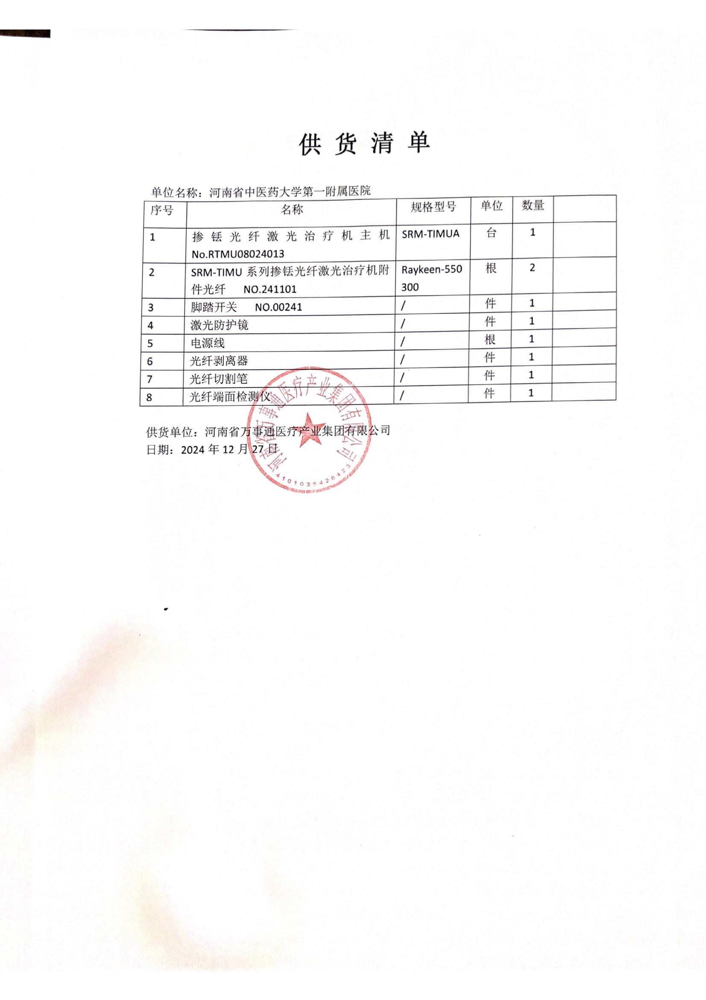 供货清单
单位名称：河南省中医药大学第一附属医院
序号 名称 规格型号 单位 数量
1 掺铥光纤激光治疗机主机 SRM-TIMUA 台 1
No.RTMU08024013
2 SRM-TIMU 系列掺铥光纤激光治疗机附 Raykeen-550 根 2
件光纤 NO.241101 300
3 脚踏开关 NO.00241 / 件 1
4 激光防护镜 / 件 1
5 电源线 / 根 1
6 光纤剥离器 / 件 1
7 光纤切割笔 / 件 1
8 光纤端面检测仪 / 件 1
供货单位：河南省万事通医疗产业集团有限公司
日期：2024 年 12 月 27 日
河南省万事通医疗产业集团有限公司
4101035426423